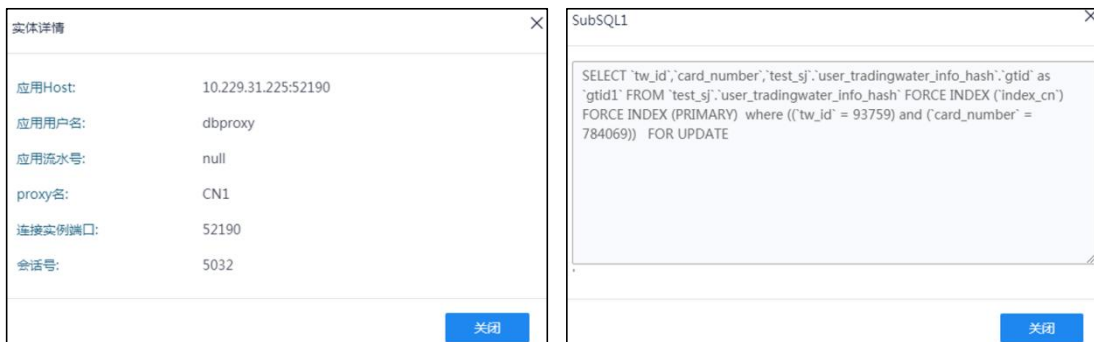 实体详情
应用Host: 10.229.31.225:52190
应用用户名: dbproxy
应用流水号: null
proxy名: CN1
连接实例端口: 52190
会话号: 5032
关闭
SubSQL1
SELECT `tw_id`,`card_number`,`test_sj`.`user_tradingwater_info_hash`.`gtid` as
`gtid1` FROM `test_sj`.`user_tradingwater_info_hash` FORCE INDEX (`index_cn`)
FORCE INDEX (PRIMARY)  where ((`tw_id` = 93759) and (`card_number` =
784069))   FOR UPDATE
关闭